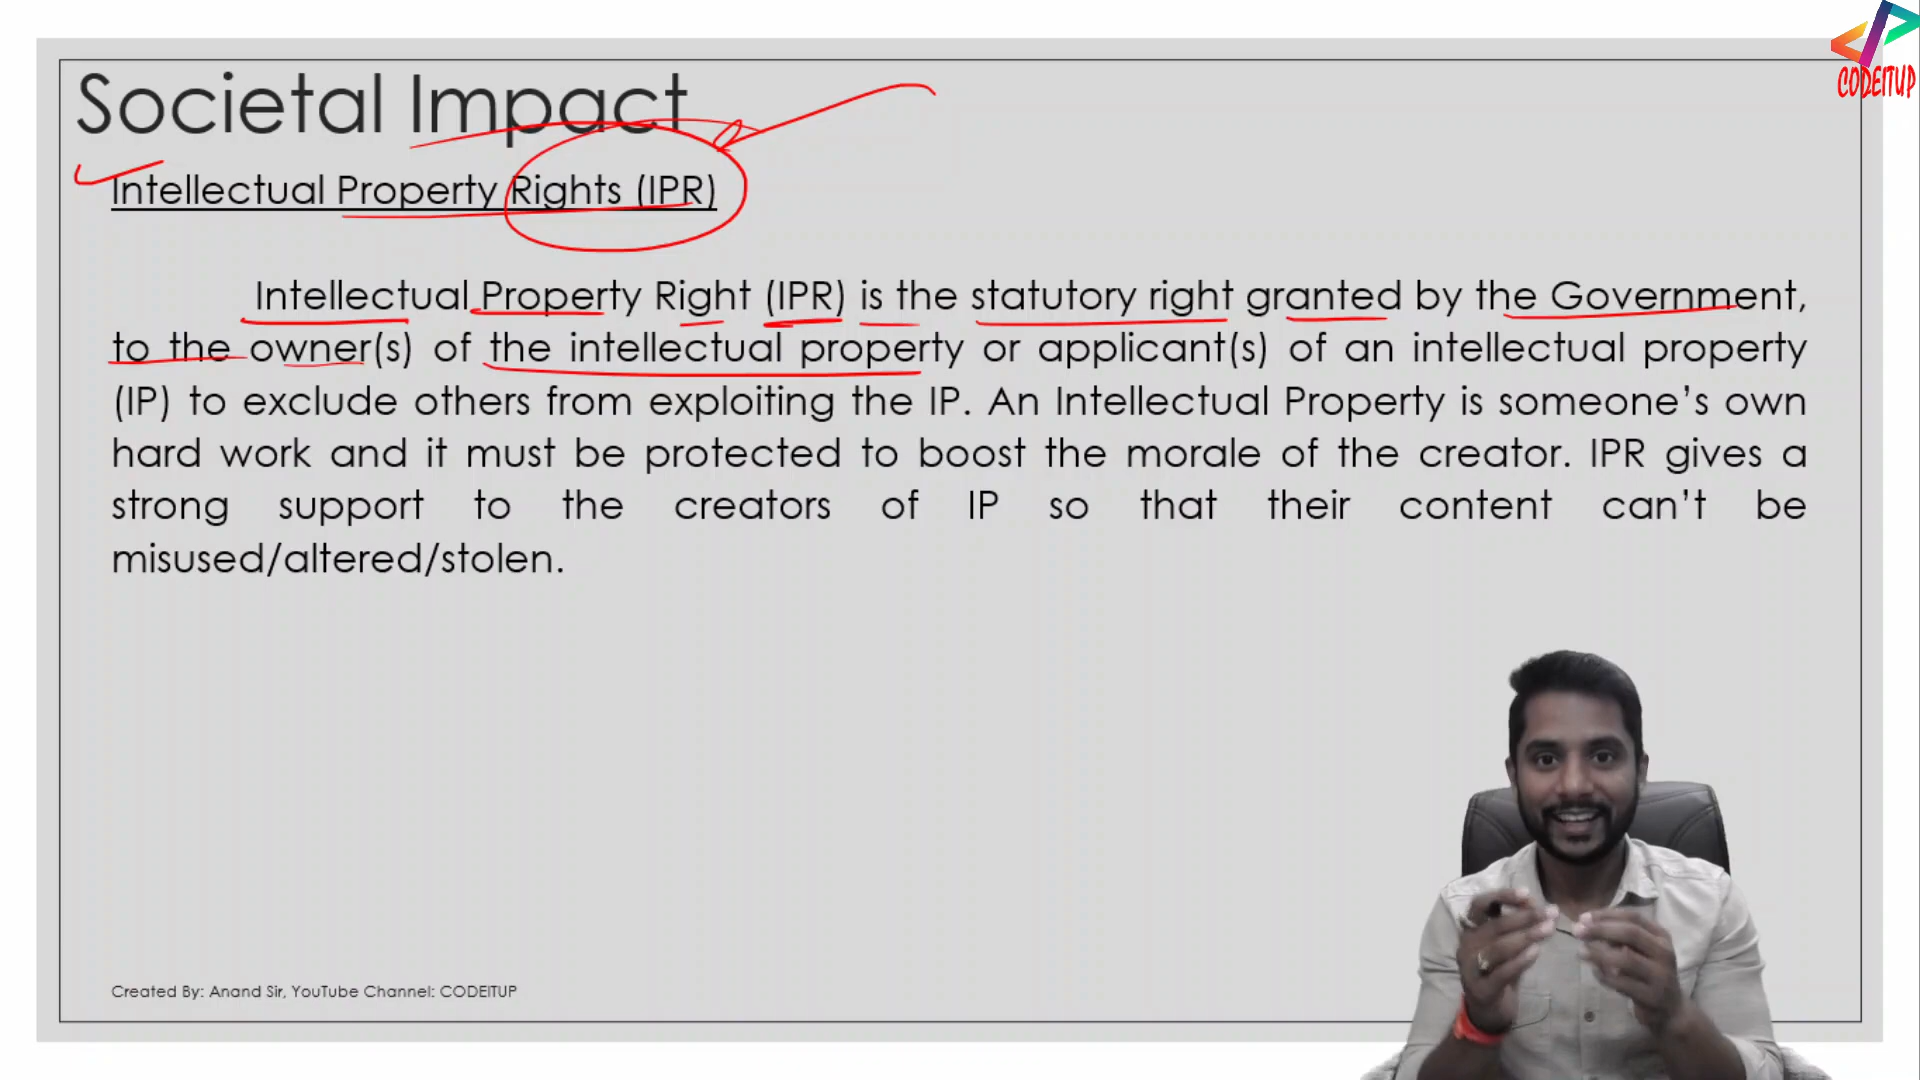 CODEITUP
Societal Impact
Intellectual Property Rights (IPR)
Intellectual Property Right (IPR) is the statutory right granted by the Government,
to the owner(s) of the intellectual property or applicant(s) of an intellectual property
(IP) to exclude others from exploiting the IP. An Intellectual Property is someone’s own
hard work and it must be protected to boost the morale of the creator. IPR gives a
strong support to the creators of IP so that their content can’t be
misused/altered/stolen.
Created By: Anand Sir, YouTube Channel: CODEITUP